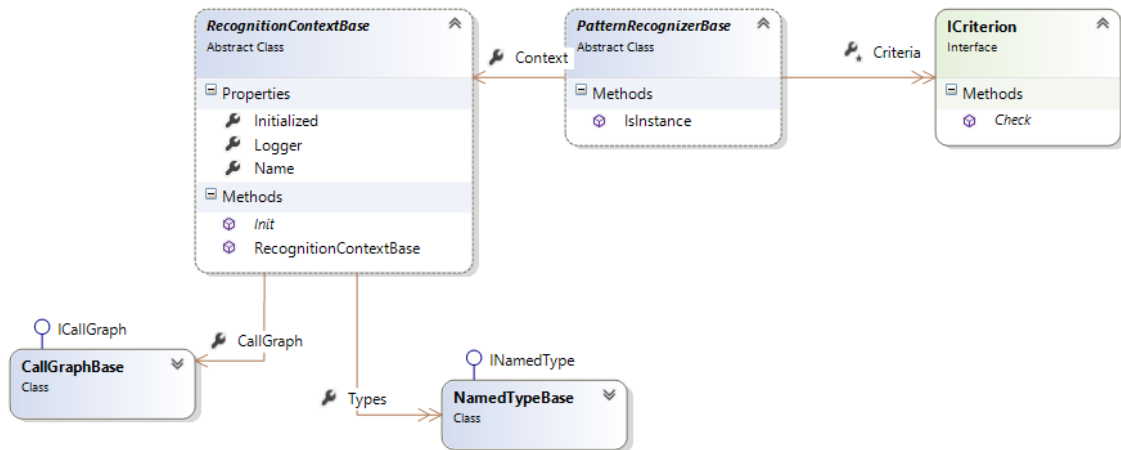 RecognitionContextBase
Abstract Class
Properties
Initialized
Logger
Name
Methods
Init
RecognitionContextBase
Context
PatternRecognizerBase
Abstract Class
Methods
IsInstance
Criteria
ICriterion
Interface
Methods
Check
ICallGraph
CallGraph
CallGraphBase
Class
Types
INamedType
NamedTypeBase
Class